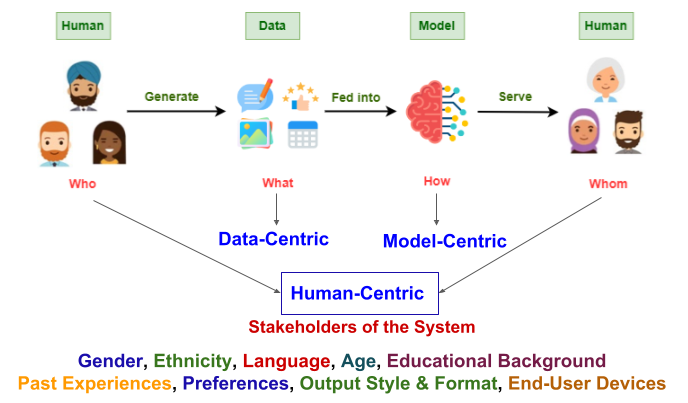 Human
Data
Model
Human
Generate
Fed into
Serve
Who
What
How
Whom
Data-Centric
Model-Centric
Human-Centric
Stakeholders of the System
Gender, Ethnicity, Language, Age, Educational Background
Past Experiences, Preferences, Output Style & Format, End-User Devices